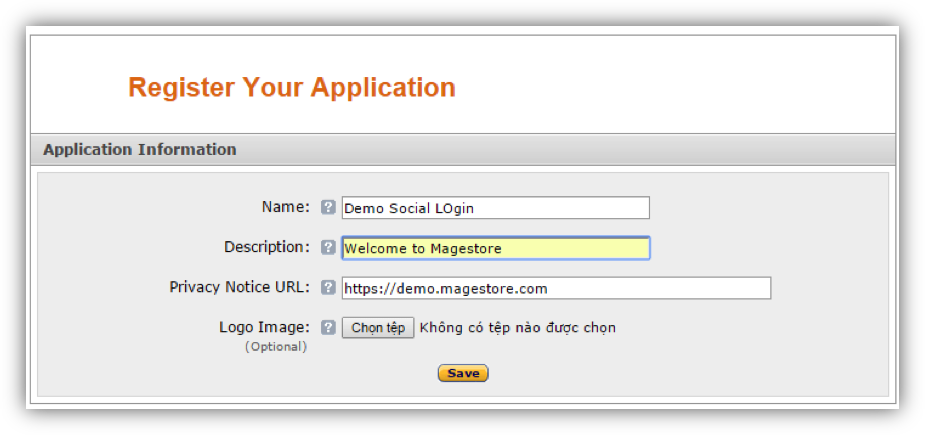 Register Your Application
Application Information
Name: ? Demo Social LOgin
Description: ? Welcome to Magestore
Privacy Notice URL: ? https://demo.magestore.com
Logo Image: ? Chọn tệp Không có tệp nào được chọn
(Optional)
Save